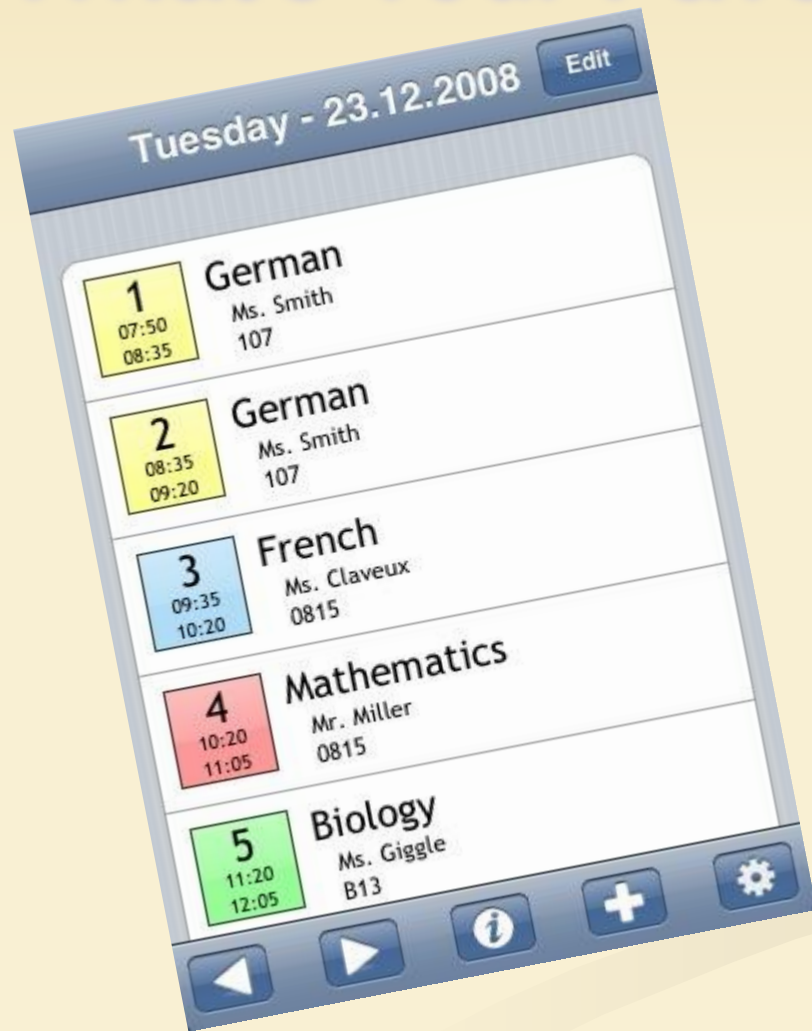 Tuesday - 23.12.2008
Edit
1
07:50
08:35
German
Ms. Smith
107
2
08:35
09:20
German
Ms. Smith
107
3
09:35
10:20
French
Ms. Claveux
0815
4
10:20
11:05
Mathematics
Mr. Miller
0815
5
11:20
12:05
Biology
Ms. Giggle
B13